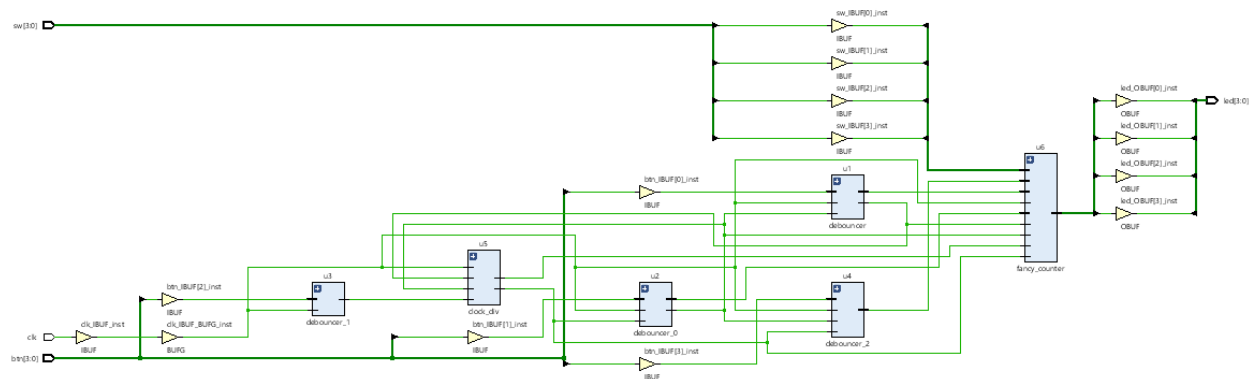 sw[3:0]
sw_IBUF[0]_inst
IBUF
sw_IBUF[1]_inst
IBUF
sw_IBUF[2]_inst
IBUF
sw_IBUF[3]_inst
IBUF
led_OBUF[0]_inst
OBUF
led[3:0]
led_OBUF[1]_inst
OBUF
led_OBUF[2]_inst
OBUF
led_OBUF[3]_inst
OBUF
u6
fancy_counter
btn_IBUF[0]_inst
IBUF
u1
debouncer
u5
clock_div
u3
debouncer_1
btn_IBUF[2]_inst
IBUF
u2
debouncer_0
u4
debouncer_2
clk
clk_IBUF_inst
IBUF
clk_IBUF_BUFG_inst
BUFG
btn_IBUF[1]_inst
IBUF
btn[3:0]
btn_IBUF[3]_inst
IBUF